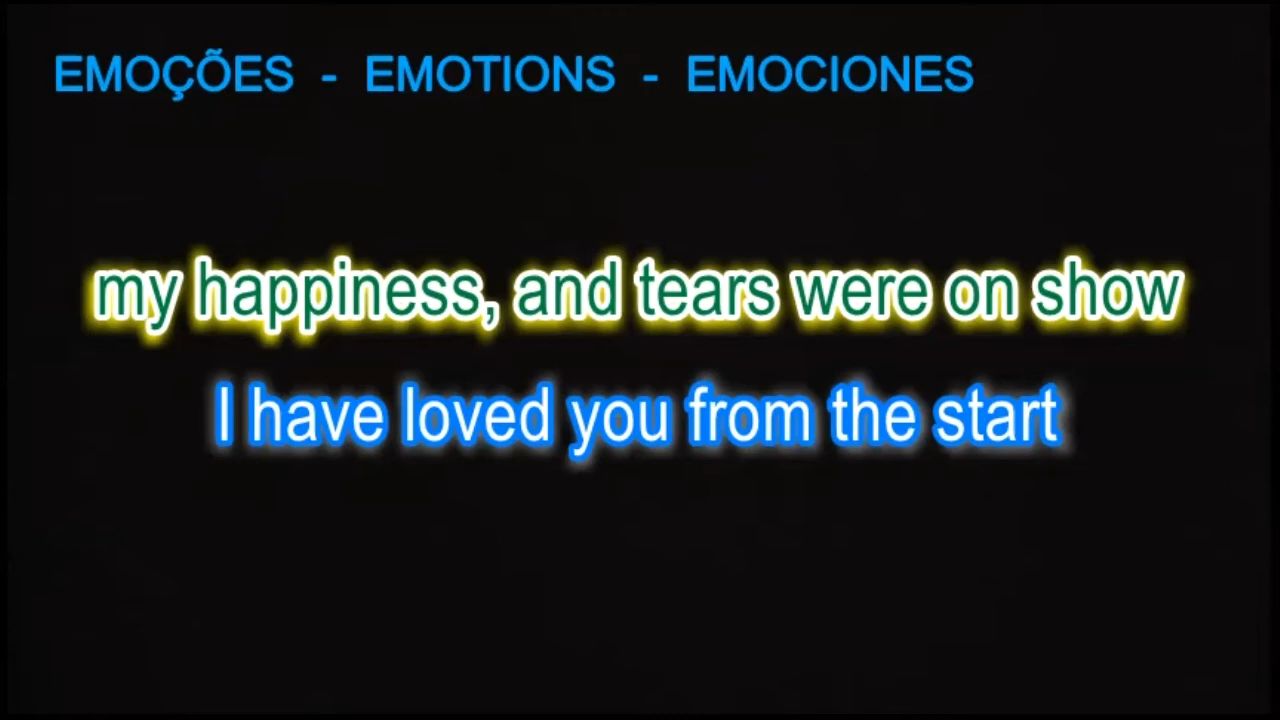 EMOÇÕES - EMOTIONS - EMOCIONES
my happiness, and tears were on show
I have loved you from the start